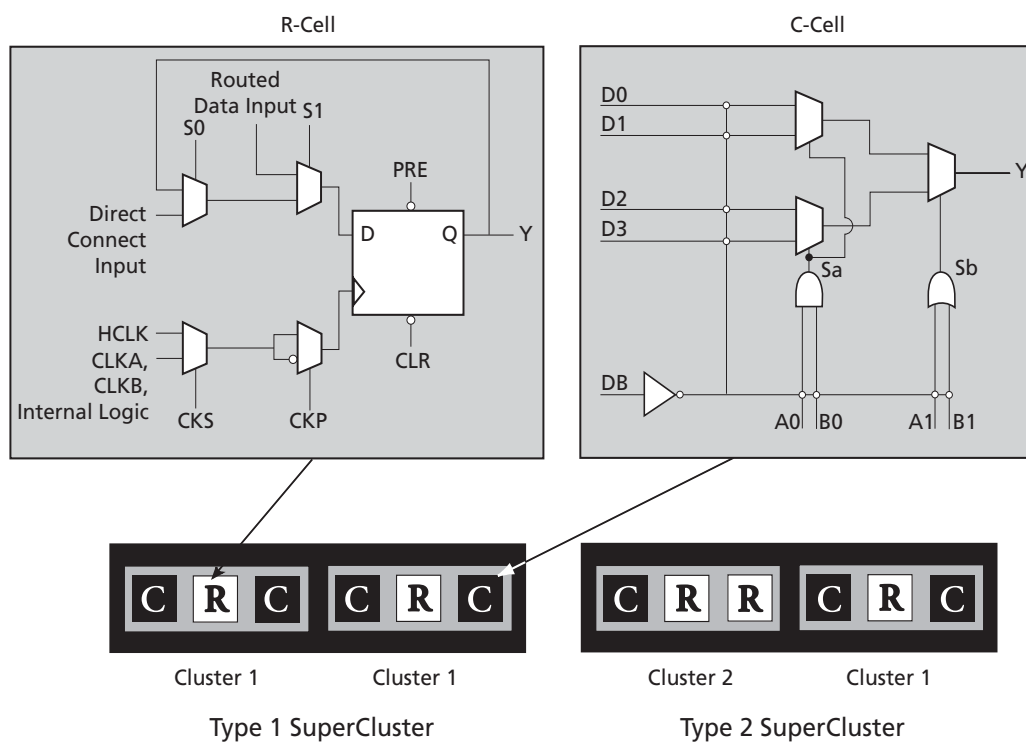 R-Cell
C-Cell
Routed
Data Input
S1
S0
PRE
Direct
Connect
Input
D
Q
Y
HCLK
CLKA,
CLKB,
Internal Logic
CKS
CKP
CLR
D0
D1
D2
D3
Sa
Sb
Y
DB
A0
B0
A1
B1
C R C
C R C
C R R
C R C
Cluster 1
Cluster 1
Cluster 2
Cluster 1
Type 1 SuperCluster
Type 2 SuperCluster